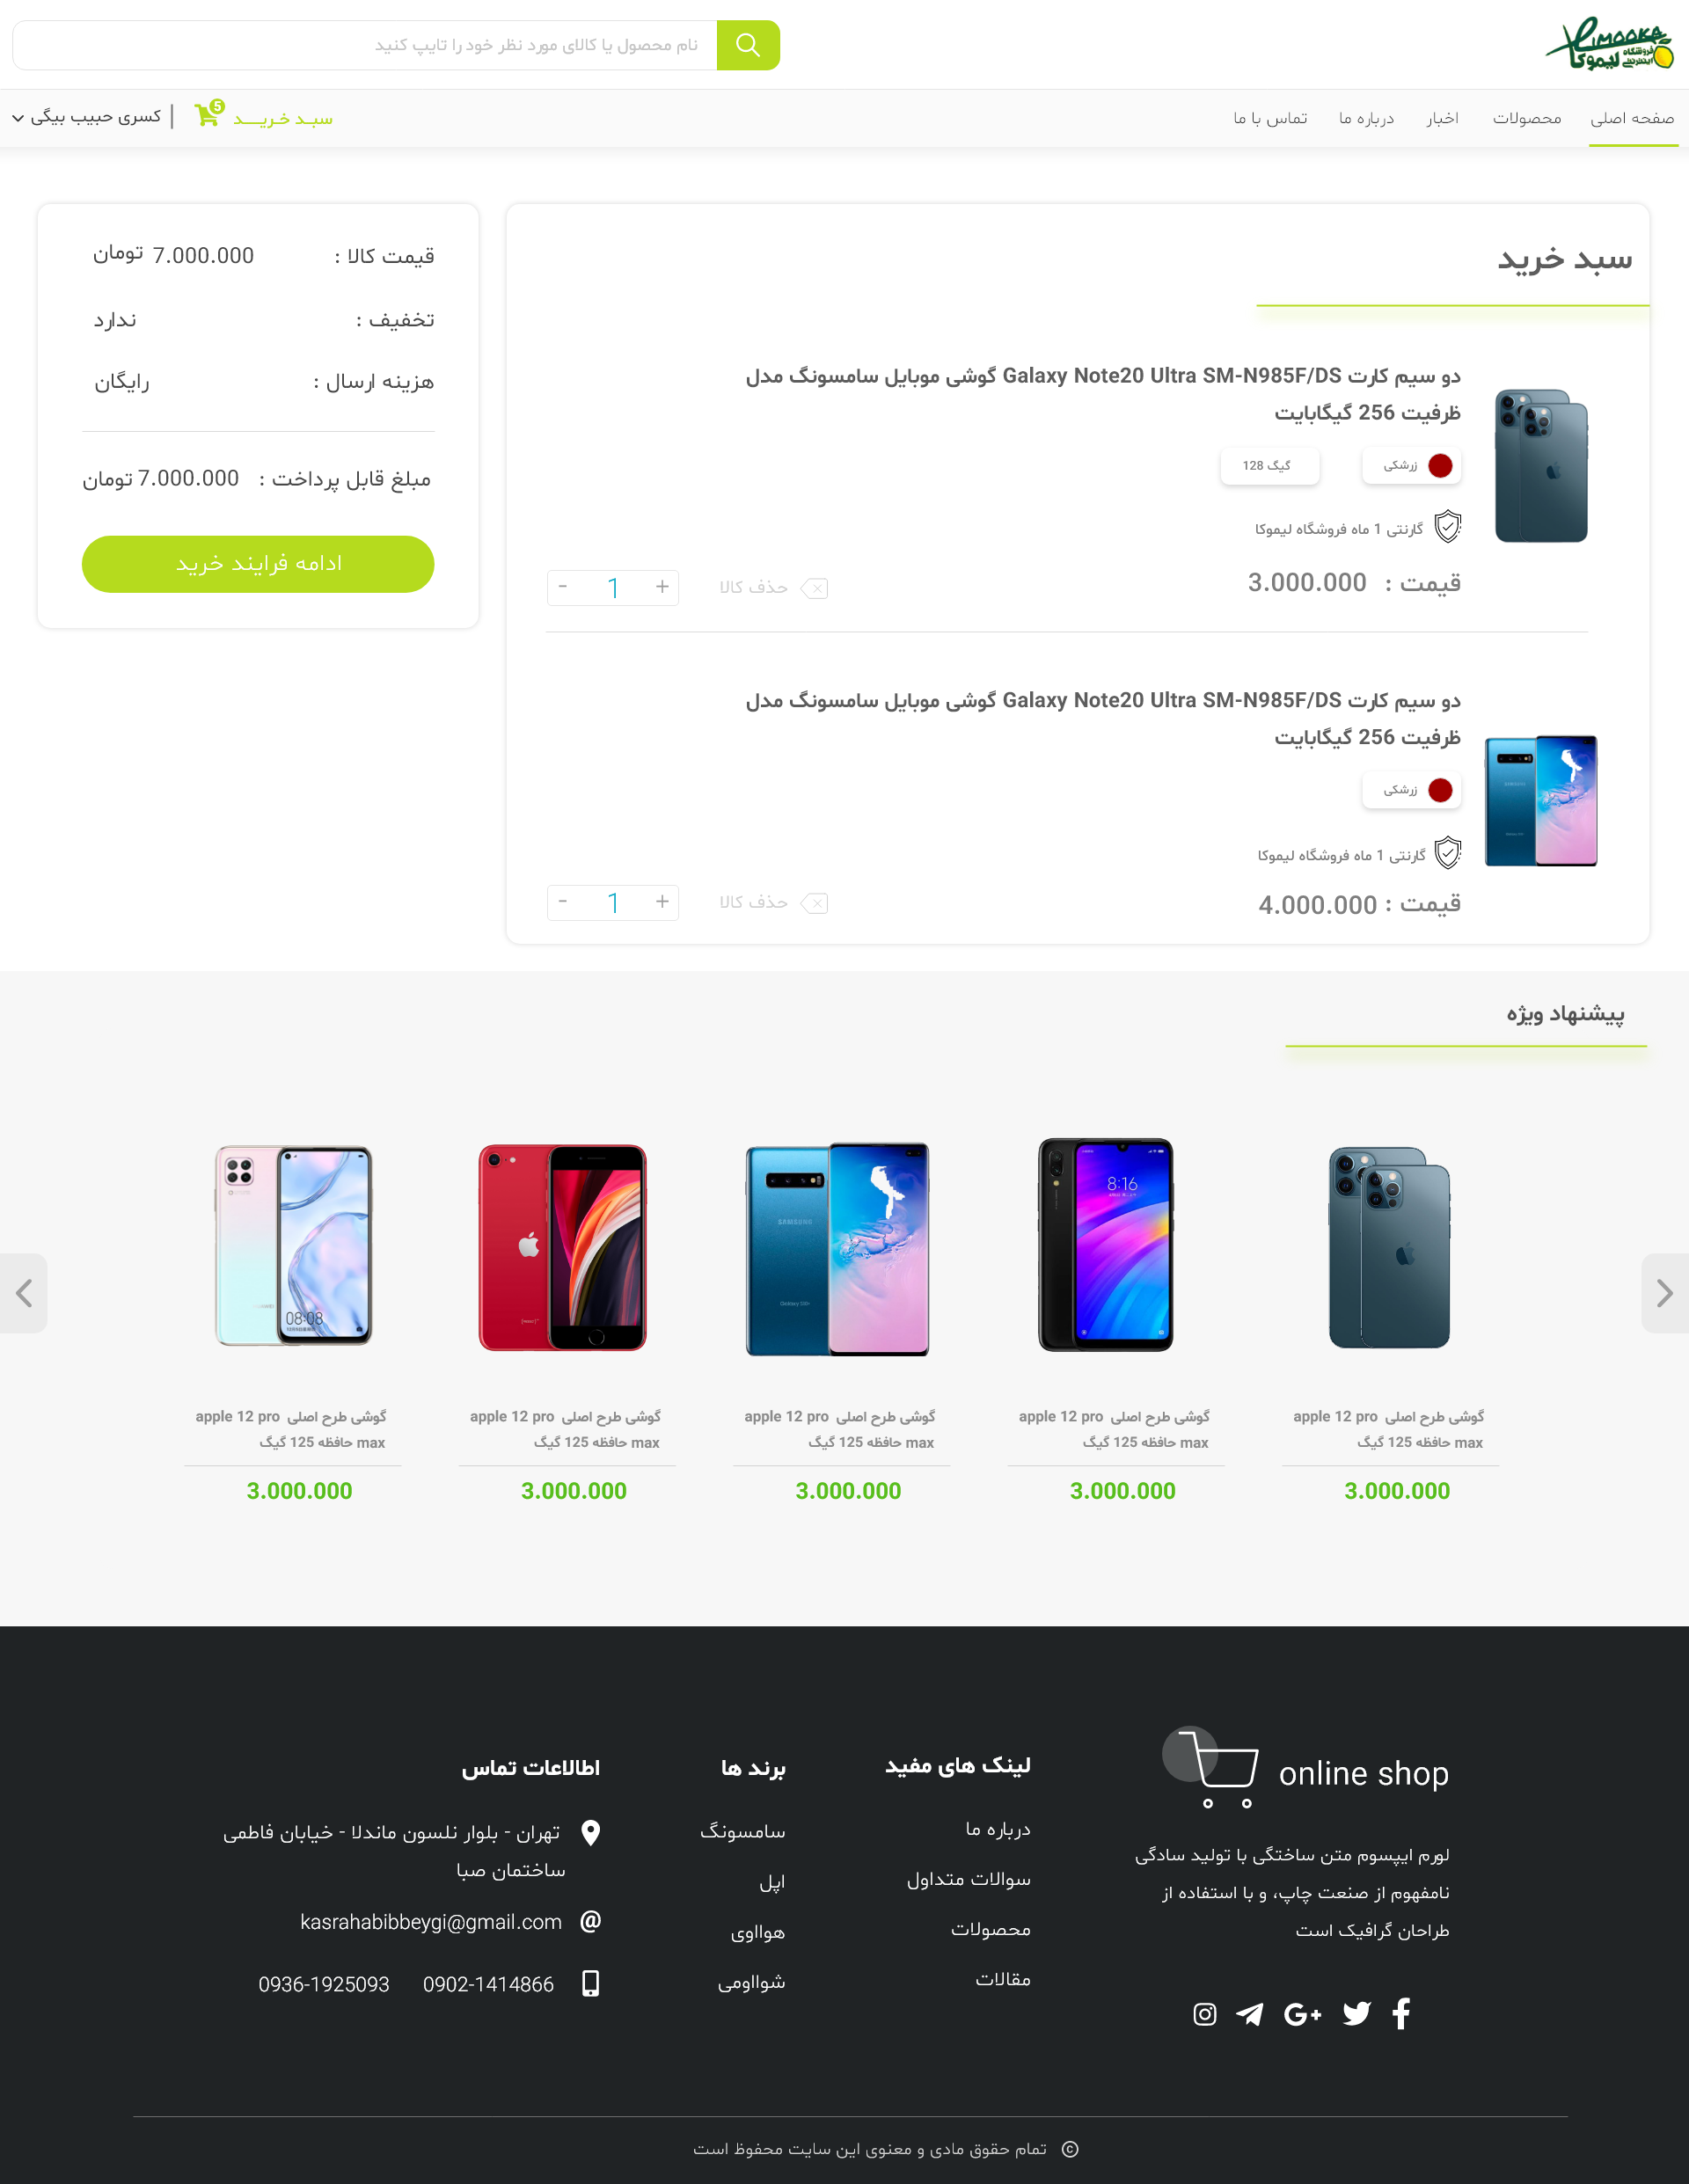 LIMOOKA
فروشگاه اینترنتی
لیموکا
نام محصول یا کالای مورد نظر خود را تایپ کنید
صفحه اصلی
محصولات
اخبار
درباره ما
تماس با ما
سبد خرید
5
کسری حبیب بیگی
سبد خرید
دو سیم کارت Galaxy Note20 Ultra SM-N985F/DS گوشی موبایل سامسونگ مدل
ظرفیت 256 گیگابایت
زرشکی
گیگ 128
گارنتی 1 ماه فروشگاه لیموکا
قیمت : 3.000.000
حذف کالا
+ 1 -
دو سیم کارت Galaxy Note20 Ultra SM-N985F/DS گوشی موبایل سامسونگ مدل
ظرفیت 256 گیگابایت
زرشکی
گارنتی 1 ماه فروشگاه لیموکا
قیمت : 4.000.000
حذف کالا
+ 1 -
قیمت کالا : 7.000.000 تومان
تخفیف : ندارد
هزینه ارسال : رایگان
مبلغ قابل پرداخت : 7.000.000 تومان
ادامه فرایند خرید
پیشنهاد ویژه
8:16
SAMSUNG
08:08
گوشی طرح اصلی apple 12 pro
max حافظه 125 گیگ
3.000.000
گوشی طرح اصلی apple 12 pro
max حافظه 125 گیگ
3.000.000
گوشی طرح اصلی apple 12 pro
max حافظه 125 گیگ
3.000.000
گوشی طرح اصلی apple 12 pro
max حافظه 125 گیگ
3.000.000
گوشی طرح اصلی apple 12 pro
max حافظه 125 گیگ
3.000.000
online shop
لورم ایپسوم متن ساختگی با تولید سادگی
نامفهوم از صنعت چاپ، و با استفاده از
طراحان گرافیک است
لینک های مفید
درباره ما
سوالات متداول
محصولات
مقالات
برند ها
سامسونگ
اپل
هوااوی
شوااومی
اطلاعات تماس
تهران - بلوار نلسون ماندلا - خیابان فاطمی
ساختمان صبا
kasrahabibbeygi@gmail.com
0902-1414866
0936-1925093
© تمام حقوق مادی و معنوی این سایت محفوظ است